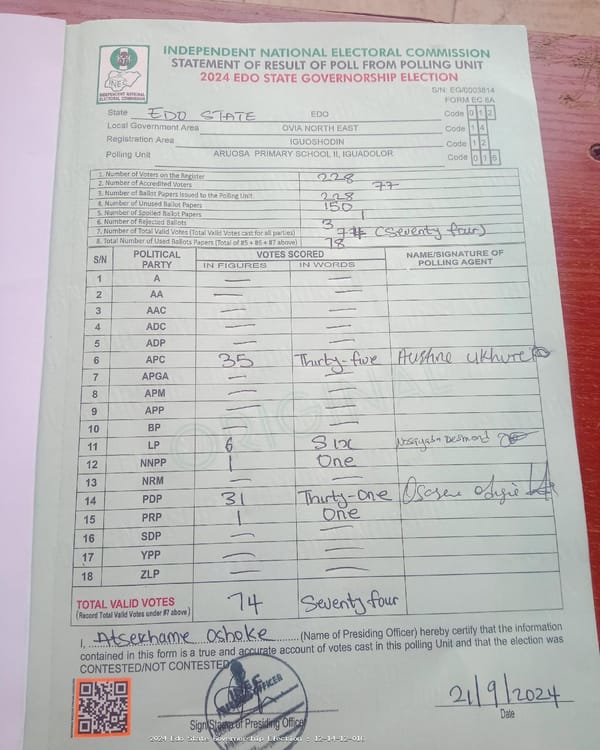 INDEPENDENT NATIONAL ELECTORAL COMMISSION
STATEMENT OF RESULT OF POLL FROM POLLING UNIT
2024 EDO STATE GOVERNORSHIP ELECTION
INEC
INDEPENDENT NATIONAL ELECTORAL COMMISSION
S/N: EG/0003814
FORM EC 8A
State EDO STATE EDO Code 0 1 2
Local Government Area OVIA NORTH EAST Code 1 4
Registration Area IGUOSHODIN Code 1 2
Polling Unit ARUOSA PRIMARY SCHOOL II, IGUADOLOR Code 0 1 6
1. Number of Voters on the Register 228
2. Number of Accredited Voters 77
3. Number of Ballot Papers Issued to the Polling Unit 228
4. Number of Unused Ballot Papers 150
5. Number of Spoiled Ballot Papers 1
6. Number of Rejected Ballots 3
7. Number of Total Valid Votes (Total Valid Votes cast for all parties) 74 (Seventy four)
8. Total Number of Used Ballots Papers (Total of #5 + #6 + #7 above) 78
S/N POLITICAL PARTY VOTES SCORED NAME/SIGNATURE OF POLLING AGENT
IN FIGURES IN WORDS
1 A — —
2 AA — —
3 AAC — —
4 ADC — —
5 ADP — —
6 APC 35 Thirty-five
7 APGA — —
8 APM — —
9 APP — —
10 BP — —
11 LP 6 Six Desmond
12 NNPP 1 One
13 NRM — —
14 PDP 31 Thirty-One
15 PRP 1 One
16 SDP — —
17 YPP — —
18 ZLP — —
ORIGINAL
TOTAL VALID VOTES 74 Seventy four
(Record Total Valid Votes under #7 above)
I, Atsekhame Oshoke (Name of Presiding Officer) hereby certify that the information
contained in this form is a true and accurate account of votes cast in this polling Unit and that the election was
CONTESTED/NOT CONTESTED
INEC
OFFICER
21/9/2024
Sign/Stamp of Presiding Officer
Date
2024 Edo State Governorship Election : 12-14-12-016